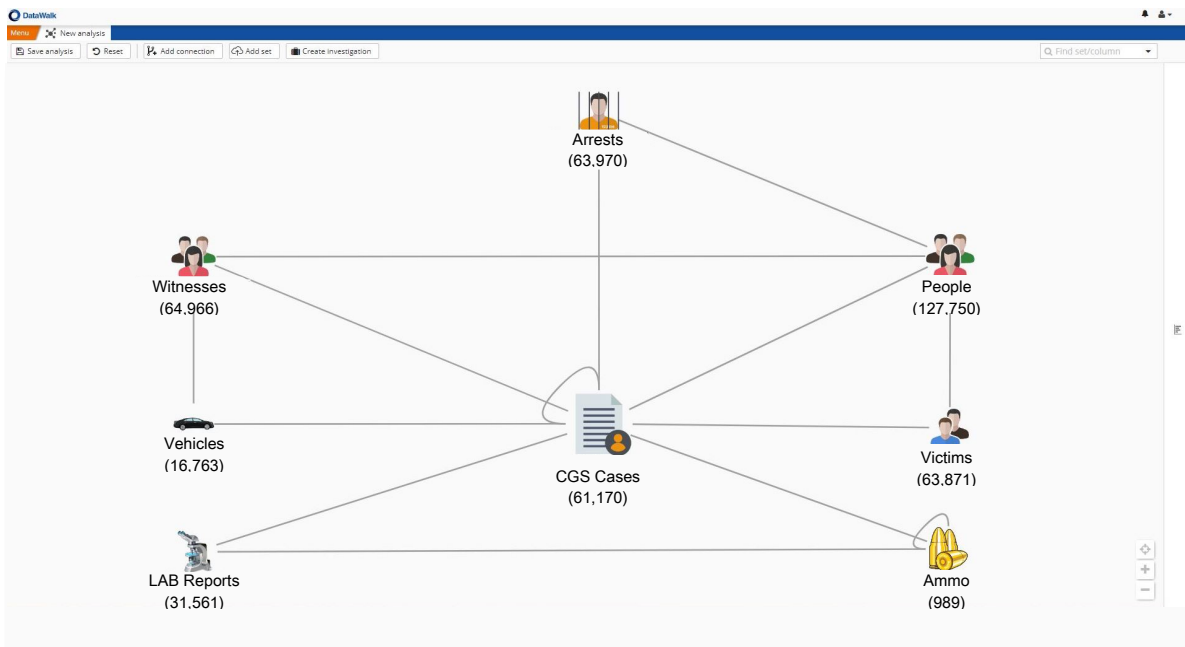 DataWalk
Menu New analysis
Save analysis Reset Add connection Add set Create investigation Find set/column
Arrests
(63,970)
Witnesses
(64,966)
People
(127,750)
Vehicles
(16,763)
CGS Cases
(61,170)
Victims
(63,871)
LAB Reports
(31,561)
Ammo
(989)